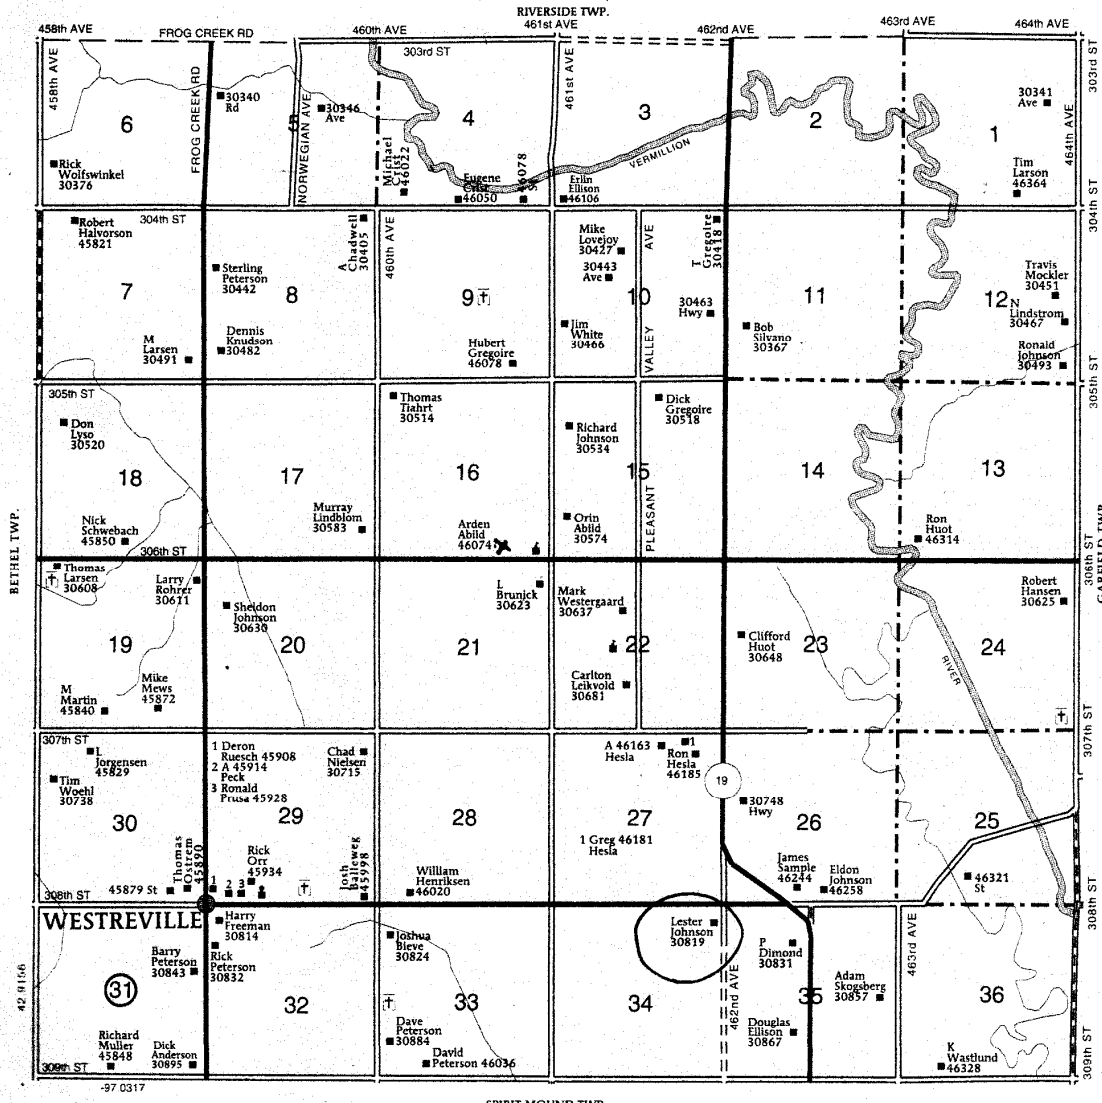 RIVERSIDE TWP.
458th AVE
FROG CREEK RD
460th AVE
461st AVE
462nd AVE
463rd AVE
464th AVE
303rd ST
303rd ST
458th AVE
FROG CREEK RD
NORWEGIAN AVE
461st AVE
464th AVE
6
30340
Rd
30346
Ave
4
3
2
1
30341
Ave
VERMILLION
Rick
Wolfswinkel
30376
Michael
Crist
46022
Eugene
Crist
46050
46078
St
Erlin
Ellison
46106
Tim
Larson
46364
304th ST
304th ST
Robert
Halvorson
45821
A
Chadwell
30405
460th AVE
Mike
Lovejoy
30427
30443
Ave
AVE
T
Gregoire
30418
Sterling
Peterson
30442
7
8
9
10
11
12
Travis
Mockler
30451
N
Lindstrom
30467
30463
Hwy
Jim
White
30466
Bob
Silvano
30367
M
Larsen
30491
Dennis
Knudson
30482
Hubert
Gregoire
46078
VALLEY
Ronald
Johnson
30493
305th ST
305th ST
Don
Lyso
30520
Thomas
Tiahrt
30514
Richard
Johnson
30534
Dick
Gregoire
30518
18
17
16
15
14
13
Nick
Schwebach
45850
Murray
Lindblom
30583
Arden
Abild
46074
Orin
Abild
30574
PLEASANT
Ron
Huot
46314
BETHEL TWP.
GARFIELD TWP.
306th ST
306th ST
Thomas
Larsen
30608
Larry
Rohrer
30611
Sheldon
Johnson
30630
L
Brunick
30623
Mark
Westergaard
30637
Clifford
Huot
30648
Robert
Hansen
30625
19
20
21
22
23
24
RIVER
M
Martin
45840
Mike
Mews
45872
Carlton
Leikvold
30681
307th ST
307th ST
L
Jorgensen
45829
Tim
Woehl
30738
1 Deron
Ruesch 45908
2 A 45914
Peck
3 Ronald
Prusa 45928
Chad
Nielsen
30715
A 46163
Hesla
1
Ron
Hesla
46185
19
30748
Hwy
30
29
28
27
26
25
1 Greg 46181
Hesla
45879 St
Thomas
Ostrem
45890
1
2
3
Rick
Orr
45934
Josh
Balleweg
45998
William
Henriksen
46020
James
Sample
46244
Eldon
Johnson
46258
46321
St
308th ST
308th ST
WESTREVILLE
Harry
Freeman
30814
Barry
Peterson
30843
Rick
Peterson
30832
Joshua
Bieve
30824
Lester
Johnson
30819
P
Dimond
30831
463rd AVE
462nd AVE
Adam
Skogsberg
30857
31
32
33
34
35
36
42.9156
Richard
Muller
45848
Dick
Anderson
30895
Dave
Peterson
30884
David
Peterson 46036
Douglas
Ellison
30867
K
Wastlund
46328
309th ST
309th ST
-97.0317
SPIRIT MOUND TWP.